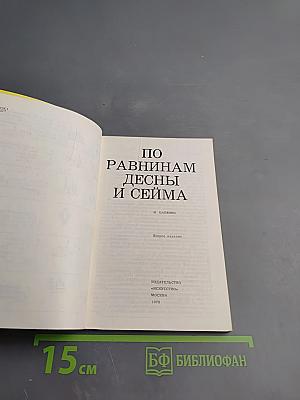 ПО
РАВНИНАМ
ДЕСНЫ
И СЕЙМА
Второе издание
ИЗДАТЕЛЬСТВО
«ИСКУССТВО»
МОСКВА
15 см
БФ БИБЛИОФАН